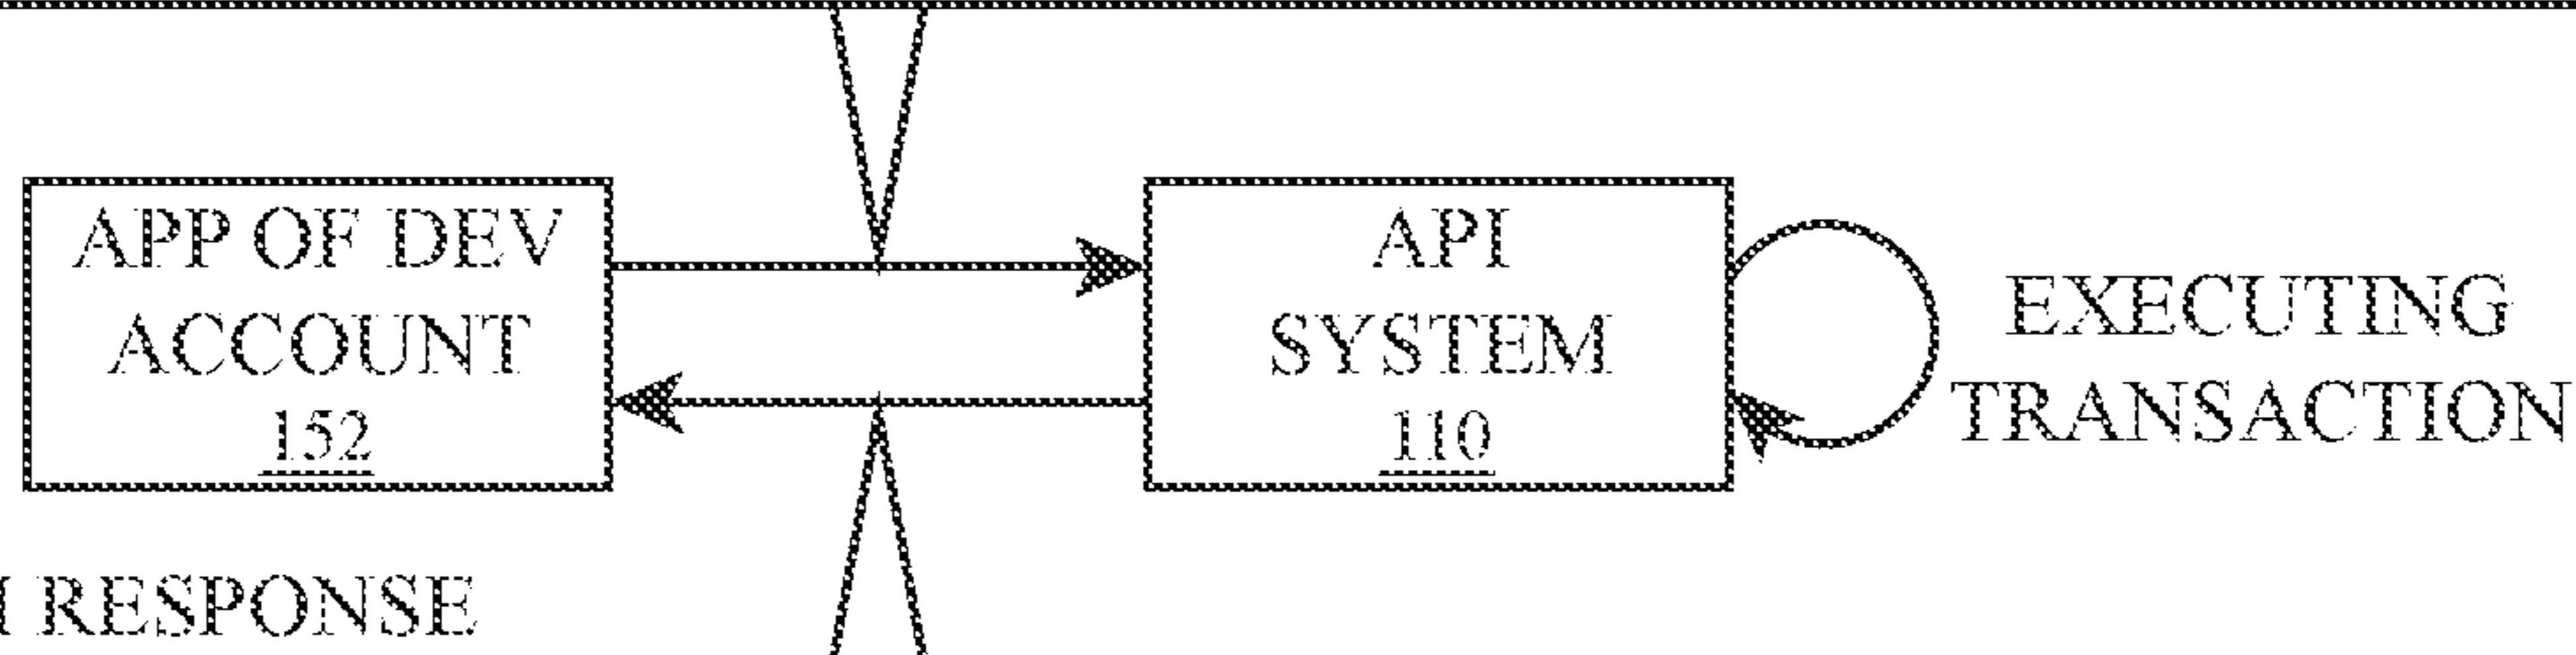 APP OF DEV
ACCOUNT
152
API
SYSTEM
110
EXECUTING
TRANSACTION
RESPONSE